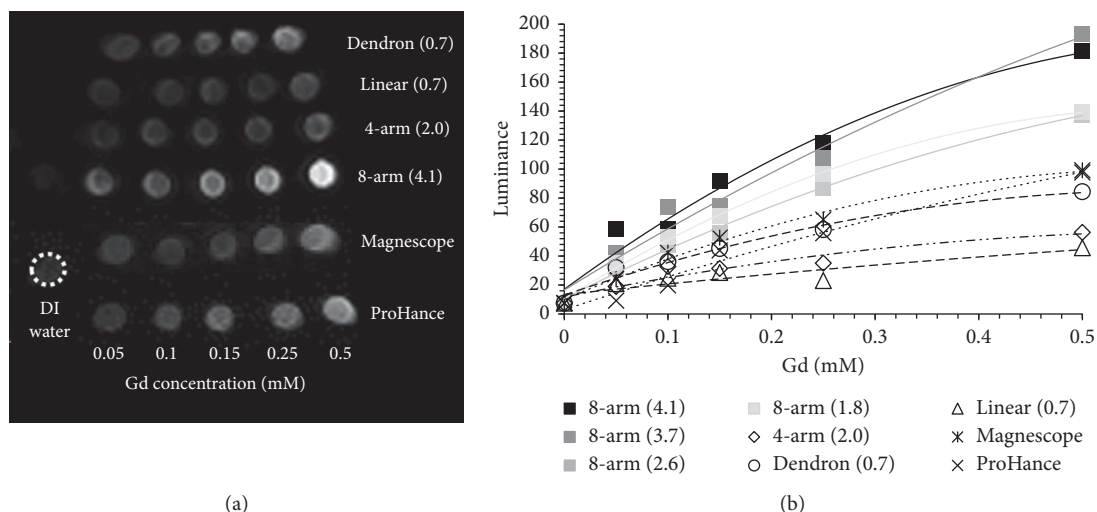 Dendron (0.7)
Linear (0.7)
4-arm (2.0)
8-arm (4.1)
Magnescope
ProHance
DI
water
0.05 0.1 0.15 0.25 0.5
Gd concentration (mM)
(a)
200
180
160
140
120
100
80
60
40
20
0
Luminance
0 0.1 0.2 0.3 0.4 0.5
Gd (mM)
8-arm (4.1)
8-arm (3.7)
8-arm (2.6)
8-arm (1.8)
4-arm (2.0)
Dendron (0.7)
Linear (0.7)
Magnescope
ProHance
(b)